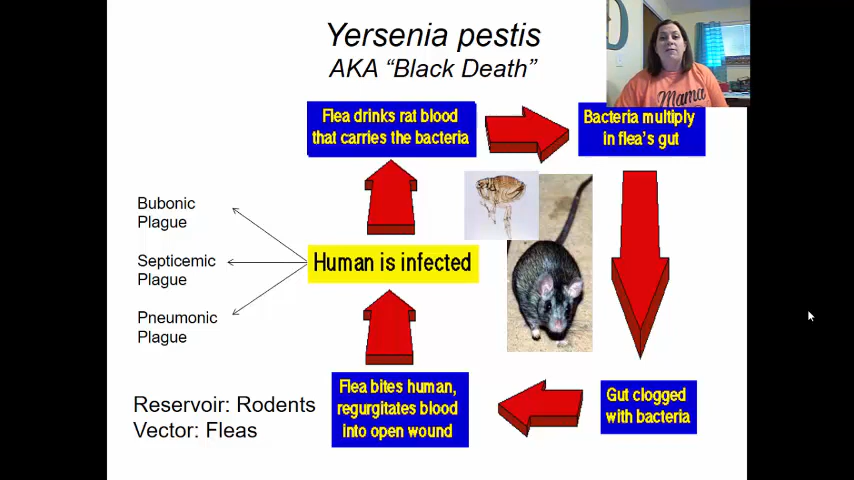 Yersenia pestis
AKA “Black Death”
Mama
Flea drinks rat blood
that carries the bacteria
Bacteria multiply
in flea's gut
Bubonic
Plague
Septicemic
Plague
Pneumonic
Plague
Human is infected
Reservoir: Rodents
Vector: Fleas
Flea bites human,
regurgitates blood
into open wound
Gut clogged
with bacteria